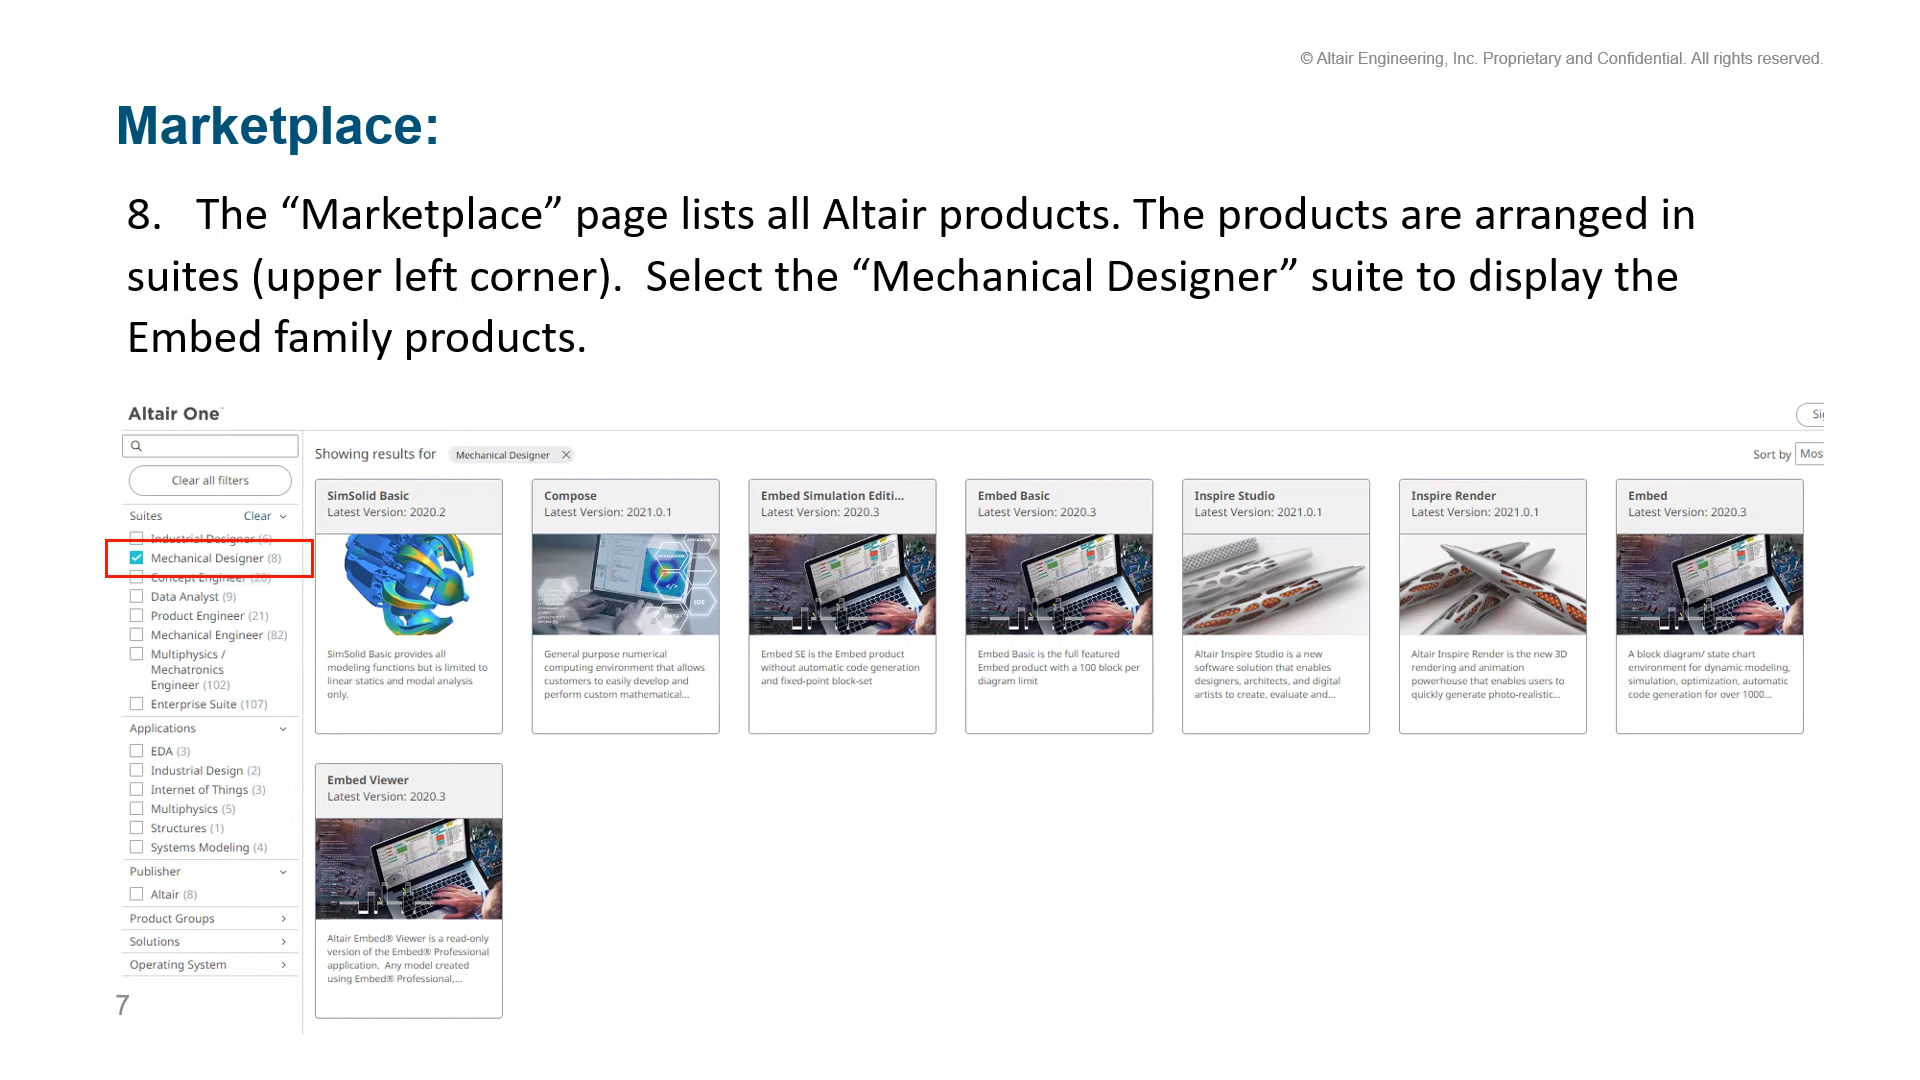 © Altair Engineering, Inc. Proprietary and Confidential. All rights reserved.
Marketplace:
8. The “Marketplace” page lists all Altair products. The products are arranged in
suites (upper left corner). Select the “Mechanical Designer” suite to display the
Embed family products.
Altair One
Clear all filters
Suites Clear
Industrial Designer (6)
Mechanical Designer (8)
Concept Engineer (20)
Data Analyst (9)
Product Engineer (21)
Mechanical Engineer (82)
Multiphysics /
Mechatronics
Engineer (102)
Enterprise Suite (107)
Applications
EDA (3)
Industrial Design (2)
Internet of Things (3)
Multiphysics (5)
Structures (1)
Systems Modeling (4)
Publisher
Altair (8)
Product Groups
Solutions
Operating System
Showing results for Mechanical Designer
Sort by
SimSolid Basic
Latest Version: 2020.2
SimSolid Basic provides all
modeling functions but is limited to
linear statics and modal analysis
only.
Compose
Latest Version: 2021.0.1
General purpose numerical
computing environment that allows
customers to easily develop and
perform custom mathematical...
Embed Simulation Editi...
Latest Version: 2020.3
Embed SE is the Embed product
without automatic code generation
and fixed-point block-set
Embed Basic
Latest Version: 2020.3
Embed Basic is the full featured
Embed product with a 100 block per
diagram limit
Inspire Studio
Latest Version: 2021.0.1
Altair Inspire Studio is a new
software solution that enables
designers, architects, and digital
artists to create, evaluate and...
Inspire Render
Latest Version: 2021.0.1
Altair Inspire Render is the new 3D
rendering and animation
powerhouse that enables users to
quickly generate photo-realistic...
Embed
Latest Version: 2020.3
A block diagram/ state chart
environment for dynamic modeling,
simulation, optimization, automatic
code generation for over 1000...
Embed Viewer
Latest Version: 2020.3
Altair Embed® Viewer is a read-only
version of the Embed® Professional
application. Any model created
using Embed® Professional,...
7